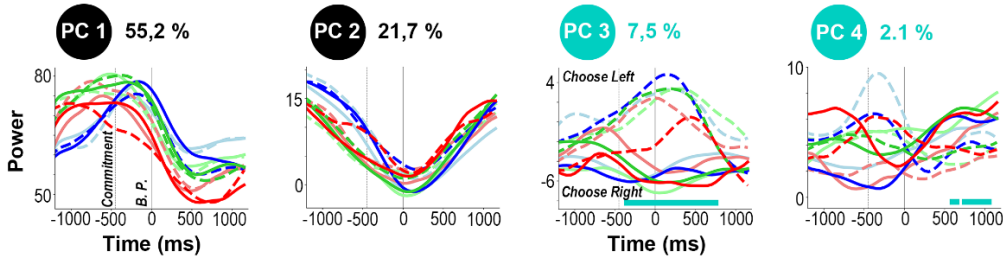 PC 1 55,2 %
PC 2 21,7 %
PC 3 7,5 %
PC 4 2.1 %
Power
80
50
Commitment
B. P.
-1000 -500 0 500 1000
Time (ms)
15
0
-1000 -500 0 500 1000
4
-6
Choose Left
Choose Right
-1000 -500 0 500 1000
Time (ms)
10
0
-1000 -500 0 500 1000